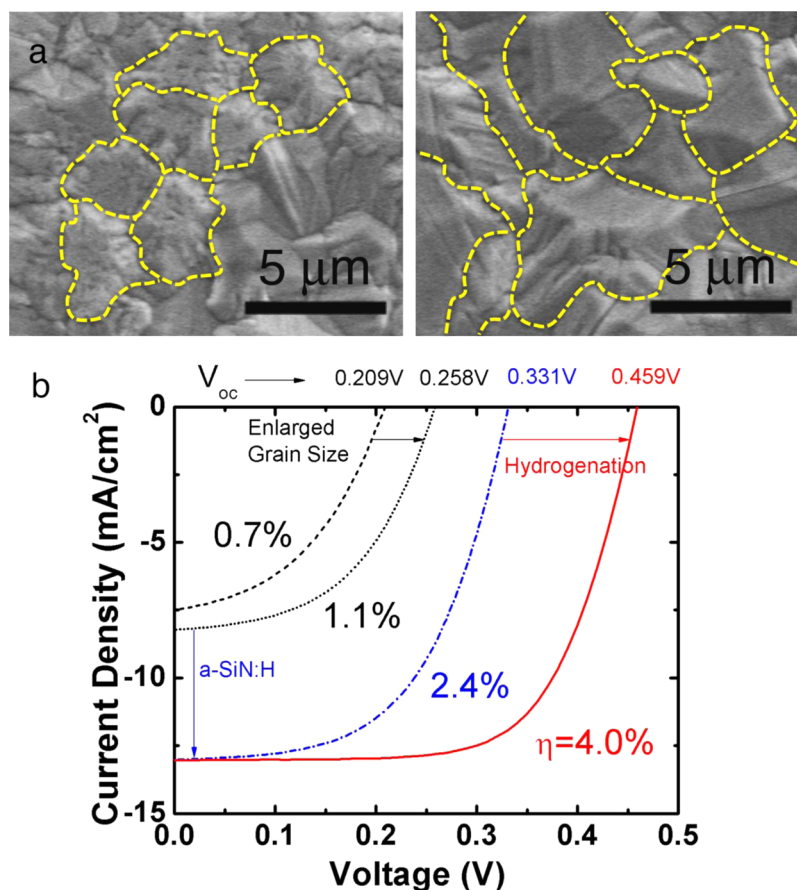 a
5 μm
5 μm
b
V_oc → 0.209V 0.258V 0.331V 0.459V
0
Enlarged
Grain Size
Hydrogenation
0.7%
-5
1.1%
a-SiN:H
2.4%
-10
η=4.0%
-15
0.0 0.1 0.2 0.3 0.4 0.5
Current Density (mA/cm²)
Voltage (V)